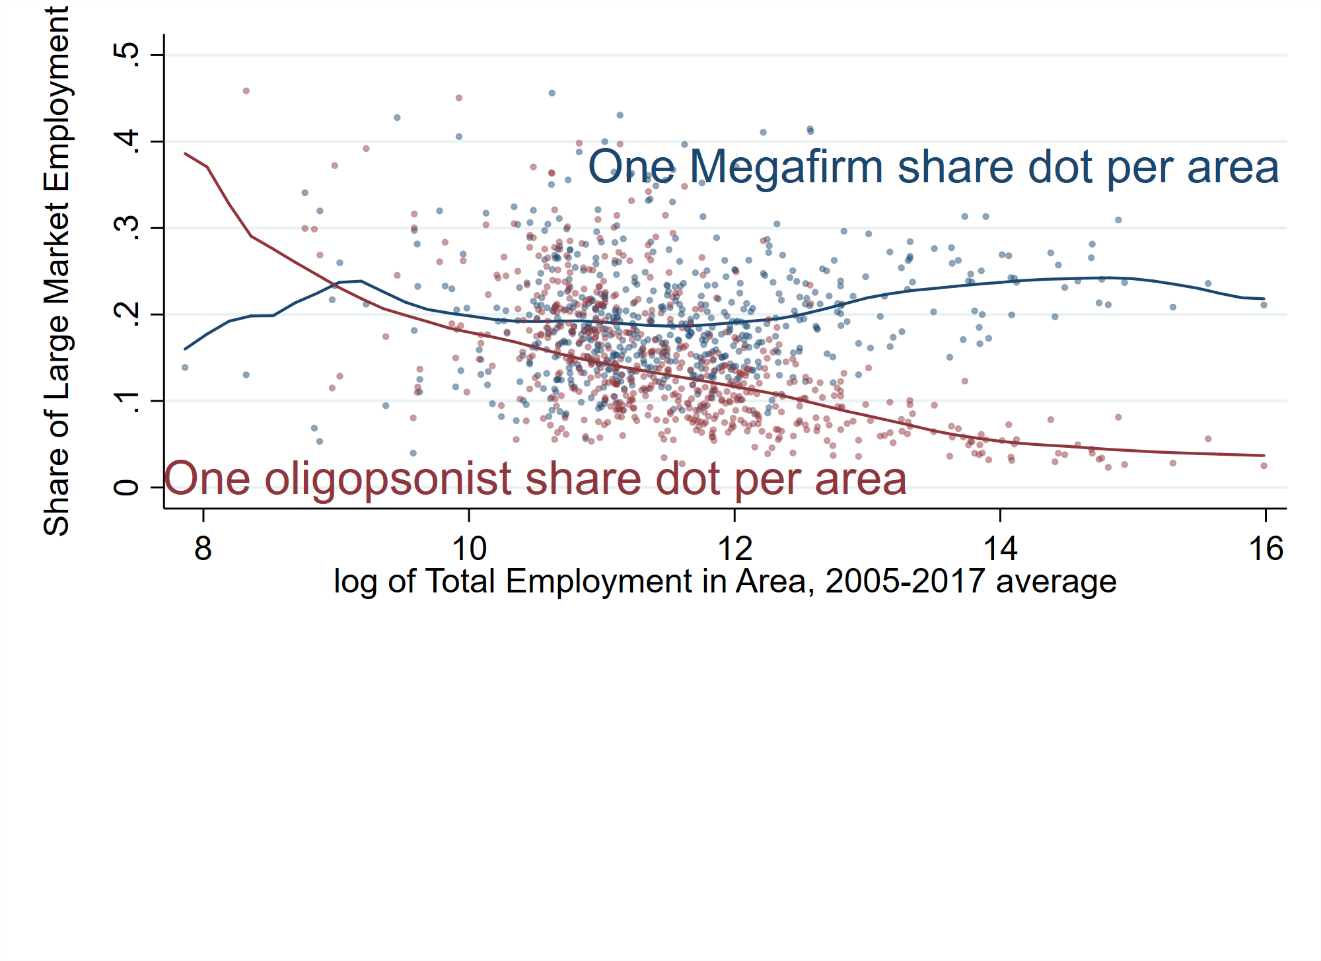 Share of Large Market Employment
.5
.4
.3
.2
.1
0
One Megafirm share dot per area
One oligopsonist share dot per area
8 10 12 14 16
log of Total Employment in Area, 2005-2017 average